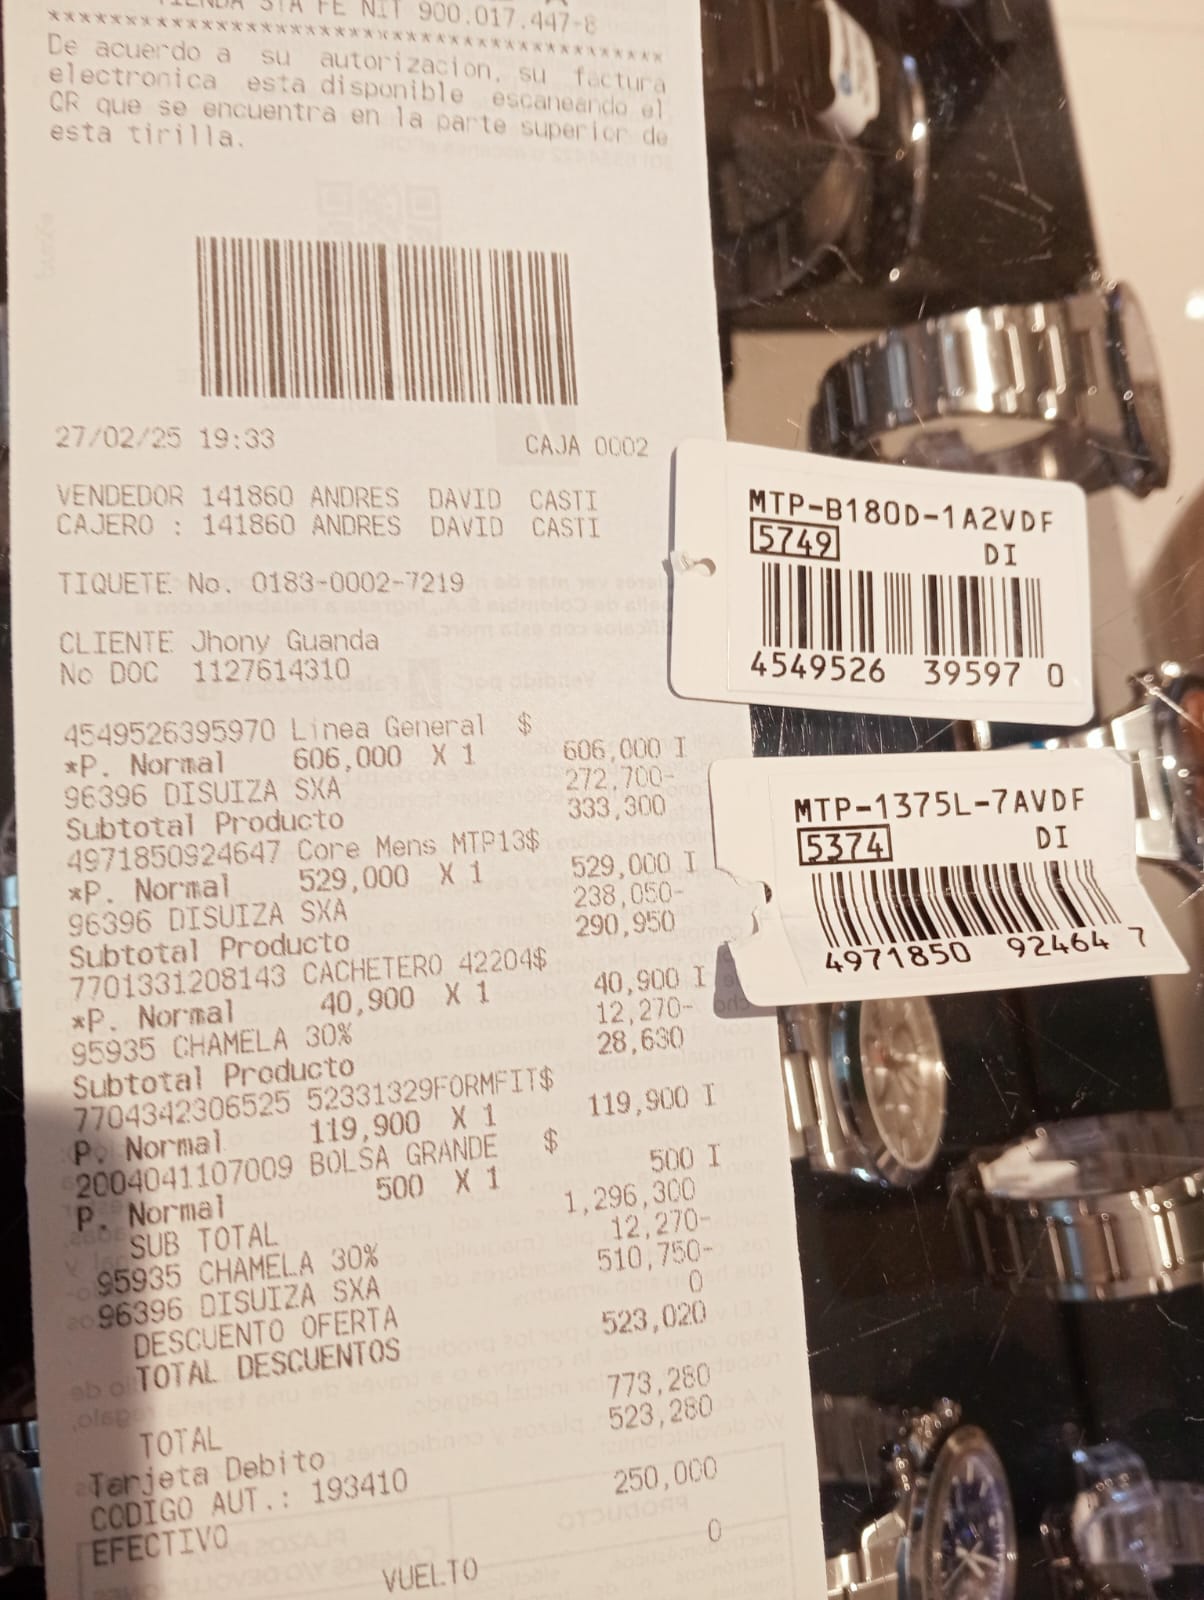 TIENDA STA FE NIT 900.017.447-8
****************************************
De acuerdo a su autorizacion, su factura
electronica esta disponible escaneando el
QR que se encuentra en la parte superior de
esta tirilla.
27/02/25 19:33 CAJA 0002
VENDEDOR 141860 ANDRES DAVID CASTI
CAJERO : 141860 ANDRES DAVID CASTI
TIQUETE No. 0183-0002-7219
CLIENTE Jhony Guanda
No DOC 1127614310
4549526395970 Linea General $
*P. Normal 606,000 X 1 606,000 I
96396 DISUIZA SXA 272,700-
Subtotal Producto 333,300
4971850924647 Core Mens MTP13$
*P. Normal 529,000 X 1 529,000 I
96396 DISUIZA SXA 238,050-
Subtotal Producto 290,950
7701331208143 CACHETERO 42204$
*P. Normal 40,900 X 1 40,900 I
95935 CHAMELA 30% 12,270-
Subtotal Producto 28,630
7704342306525 52331329FORMFIT$
P. Normal 119,900 X 1 119,900 I
2004041107009 BOLSA GRANDE $
P. Normal 500 X 1 500 I
SUB TOTAL 1,296,300
95935 CHAMELA 30% 12,270-
96396 DISUIZA SXA 510,750-
DESCUENTO OFERTA 0
TOTAL DESCUENTOS 523,020
TOTAL 773,280
Tarjeta Debito 523,280
CODIGO AUT.: 193410
EFECTIVO 250,000
VUELTO 0
MTP-B180D-1A2VDF
5749 DI
4549526 39597 0
MTP-1375L-7AVDF
5374 DI
4971850 92464 7